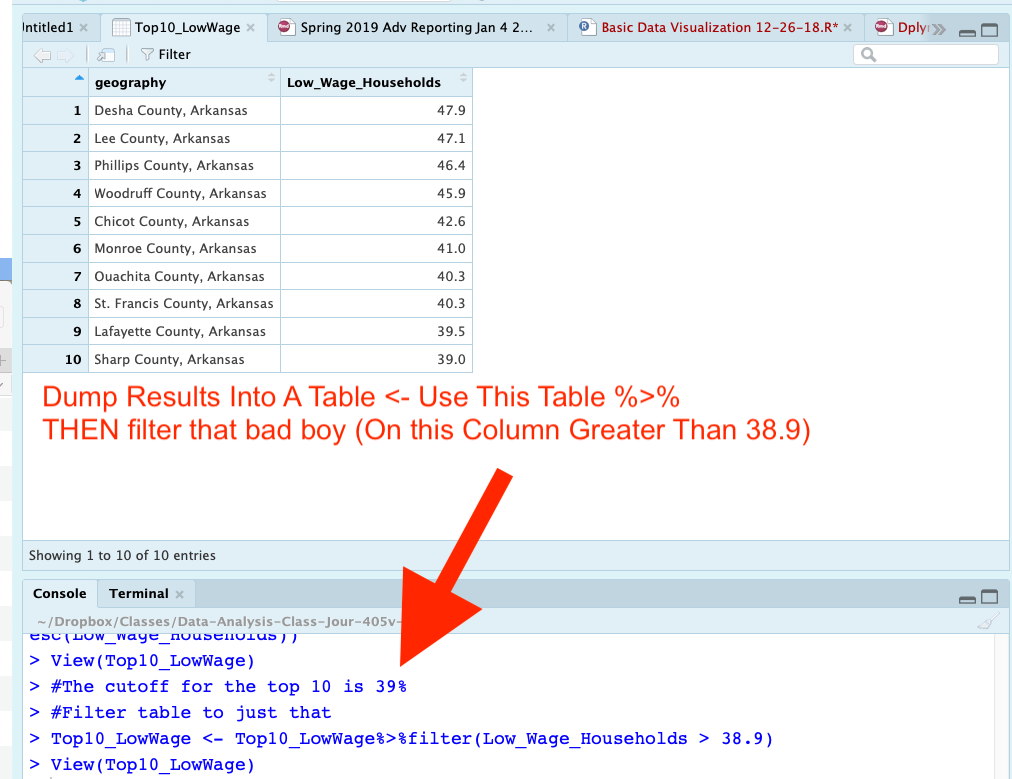 ntitled1 × Top10_LowWage × Spring 2019 Adv Reporting Jan 4 2... × Basic Data Visualization 12-26-18.R* × Dply
Filter
geography Low_Wage_Households
1 Desha County, Arkansas 47.9
2 Lee County, Arkansas 47.1
3 Phillips County, Arkansas 46.4
4 Woodruff County, Arkansas 45.9
5 Chicot County, Arkansas 42.6
6 Monroe County, Arkansas 41.0
7 Ouachita County, Arkansas 40.3
8 St. Francis County, Arkansas 40.3
9 Lafayette County, Arkansas 39.5
10 Sharp County, Arkansas 39.0
Dump Results Into A Table <- Use This Table %>%
THEN filter that bad boy (On this Column Greater Than 38.9)
Showing 1 to 10 of 10 entries
Console Terminal ×
~/Dropbox/Classes/Data-Analysis-Class-Jour-405v-
esc(Low_Wage_Households))
> View(Top10_LowWage)
> #The cutoff for the top 10 is 39%
> #Filter table to just that
> Top10_LowWage <- Top10_LowWage%>%filter(Low_Wage_Households > 38.9)
> View(Top10_LowWage)